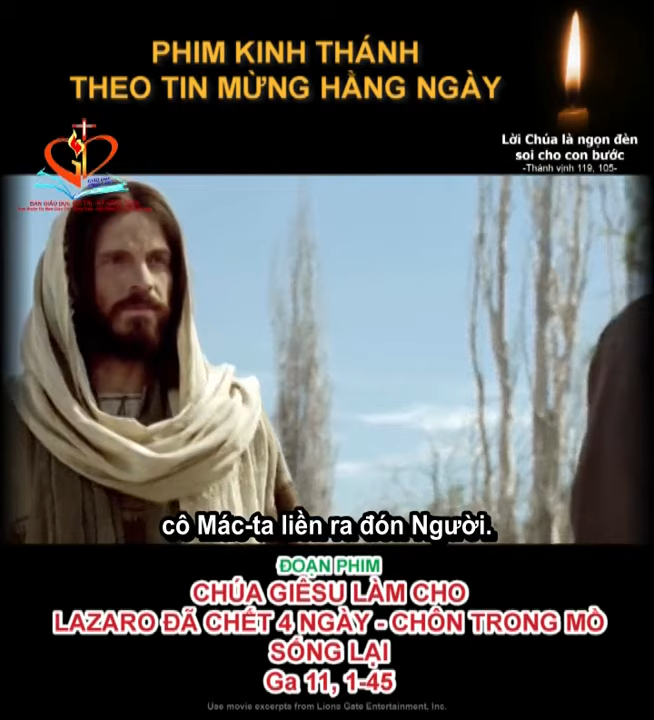 PHIM KINH THÁNH
THEO TIN MỪNG HẰNG NGÀY
Lời Chúa là ngọn đèn
soi cho con bước
-Thánh vịnh 119, 105-
cô Mác-ta liền ra đón Người.
ĐOẠN PHIM
CHÚA GIÊSU LÀM CHO
LAZARO ĐÃ CHẾT 4 NGÀY - CHÔN TRONG MỒ
SỐNG LẠI
Ga 11, 1-45
Use movie excerpts from Lions Gate Entertainment, Inc.